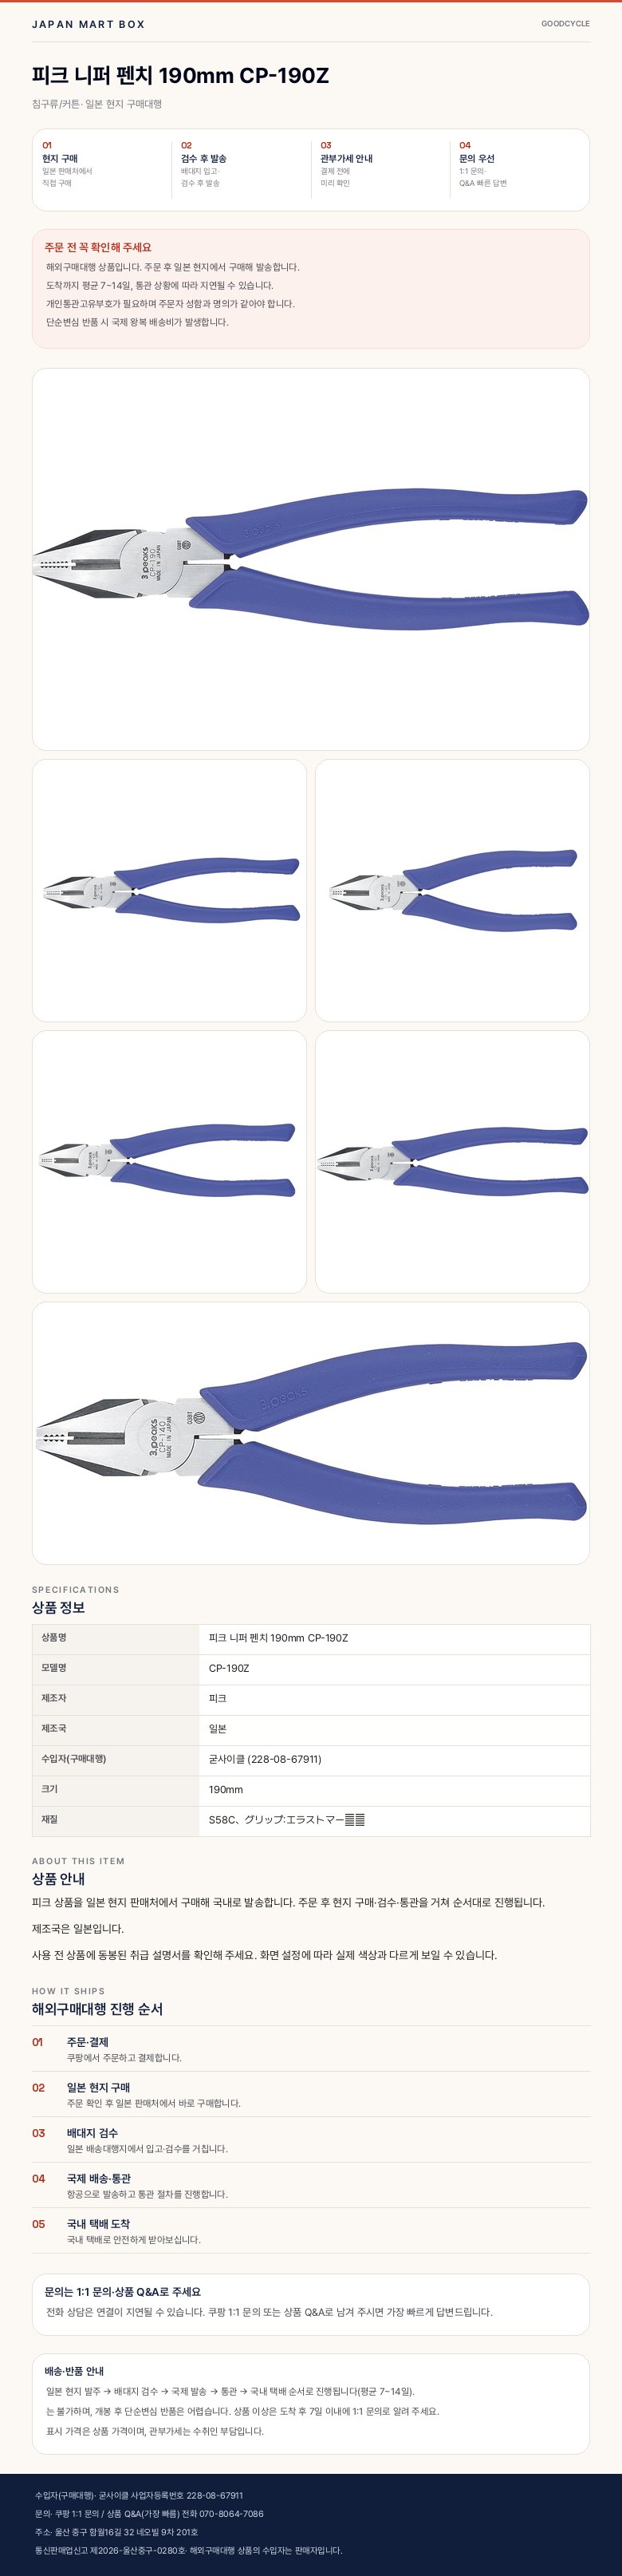 JAPAN MART BOX
GOODCYCLE
피크 니퍼 펜치 190mm CP-190Z
침구류/커튼· 일본 현지 구매대행
01
현지 구매
일본 판매처에서
직접 구매
02
검수 후 발송
배대지 입고·
검수 후 발송
03
관부가세 안내
결제 전에
미리 확인
04
문의 우선
1:1 문의·
Q&A 빠른 답변
주문 전 꼭 확인해 주세요
해외구매대행 상품입니다. 주문 후 일본 현지에서 구매해 발송합니다.
도착까지 평균 7~14일, 통관 상황에 따라 지연될 수 있습니다.
개인통관고유부호가 필요하며 주문자 성함과 명의가 같아야 합니다.
단순변심 반품 시 국제 왕복 배송비가 발생합니다.
3.peaks
CP-190
MADE IN JAPAN
3.peaks
3.peaks
3.peaks
3.peaks
3.peaks
3.peaks
CP-140
MADE IN JAPAN
SPECIFICATIONS
상품 정보
상품명 피크 니퍼 펜치 190mm CP-190Z
모델명 CP-190Z
제조자 피크
제조국 일본
수입자(구매대행) 굳사이클 (228-08-67911)
크기 190mm
재질 S58C、グリップ:エラストマー
ABOUT THIS ITEM
상품 안내
피크 상품을 일본 현지 판매처에서 구매해 국내로 발송합니다. 주문 후 현지 구매·검수·통관을 거쳐 순서대로 진행됩니다.
제조국은 일본입니다.
사용 전 상품에 동봉된 취급 설명서를 확인해 주세요. 화면 설정에 따라 실제 색상과 다르게 보일 수 있습니다.
HOW IT SHIPS
해외구매대행 진행 순서
01 주문·결제
쿠팡에서 주문하고 결제합니다.
02 일본 현지 구매
주문 확인 후 일본 판매처에서 바로 구매합니다.
03 배대지 검수
일본 배송대행지에서 입고·검수를 거칩니다.
04 국제 배송·통관
항공으로 발송하고 통관 절차를 진행합니다.
05 국내 택배 도착
국내 택배로 안전하게 받아보십니다.
문의는 1:1 문의·상품 Q&A로 주세요
전화 상담은 연결이 지연될 수 있습니다. 쿠팡 1:1 문의 또는 상품 Q&A로 남겨 주시면 가장 빠르게 답변드립니다.
배송·반품 안내
일본 현지 발주 → 배대지 검수 → 국제 발송 → 통관 → 국내 택배 순서로 진행됩니다(평균 7~14일).
는 불가하며, 개봉 후 단순변심 반품은 어렵습니다. 상품 이상은 도착 후 7일 이내에 1:1 문의로 알려 주세요.
표시 가격은 상품 가격이며, 관부가세는 수취인 부담입니다.
수입자(구매대행)· 굳사이클 사업자등록번호 228-08-67911
문의· 쿠팡 1:1 문의 / 상품 Q&A(가장 빠름) 전화 070-8064-7086
주소· 울산 중구 함월16길 32 네오빌 9차 201호
통신판매업신고 제2026-울산중구-0280호· 해외구매대행 상품의 수입자는 판매자입니다.